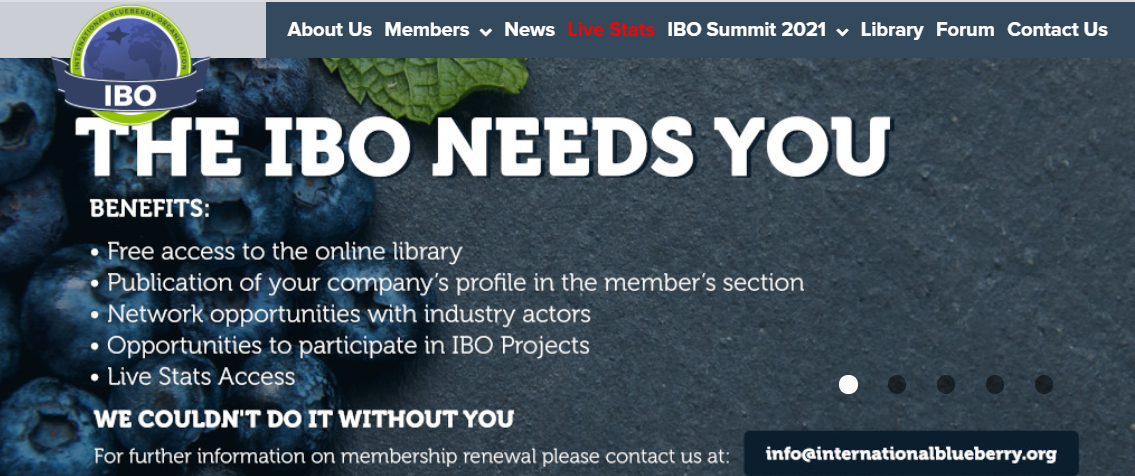 INTERNATIONAL BLUEBERRY ORGANIZATION
IBO
About Us Members News Live Stats IBO Summit 2021 Library Forum Contact Us
THE IBO NEEDS YOU
BENEFITS:
• Free access to the online library
• Publication of your company's profile in the member's section
• Network opportunities with industry actors
• Opportunities to participate in IBO Projects
• Live Stats Access
WE COULDN'T DO IT WITHOUT YOU
For further information on membership renewal please contact us at: info@internationalblueberry.org